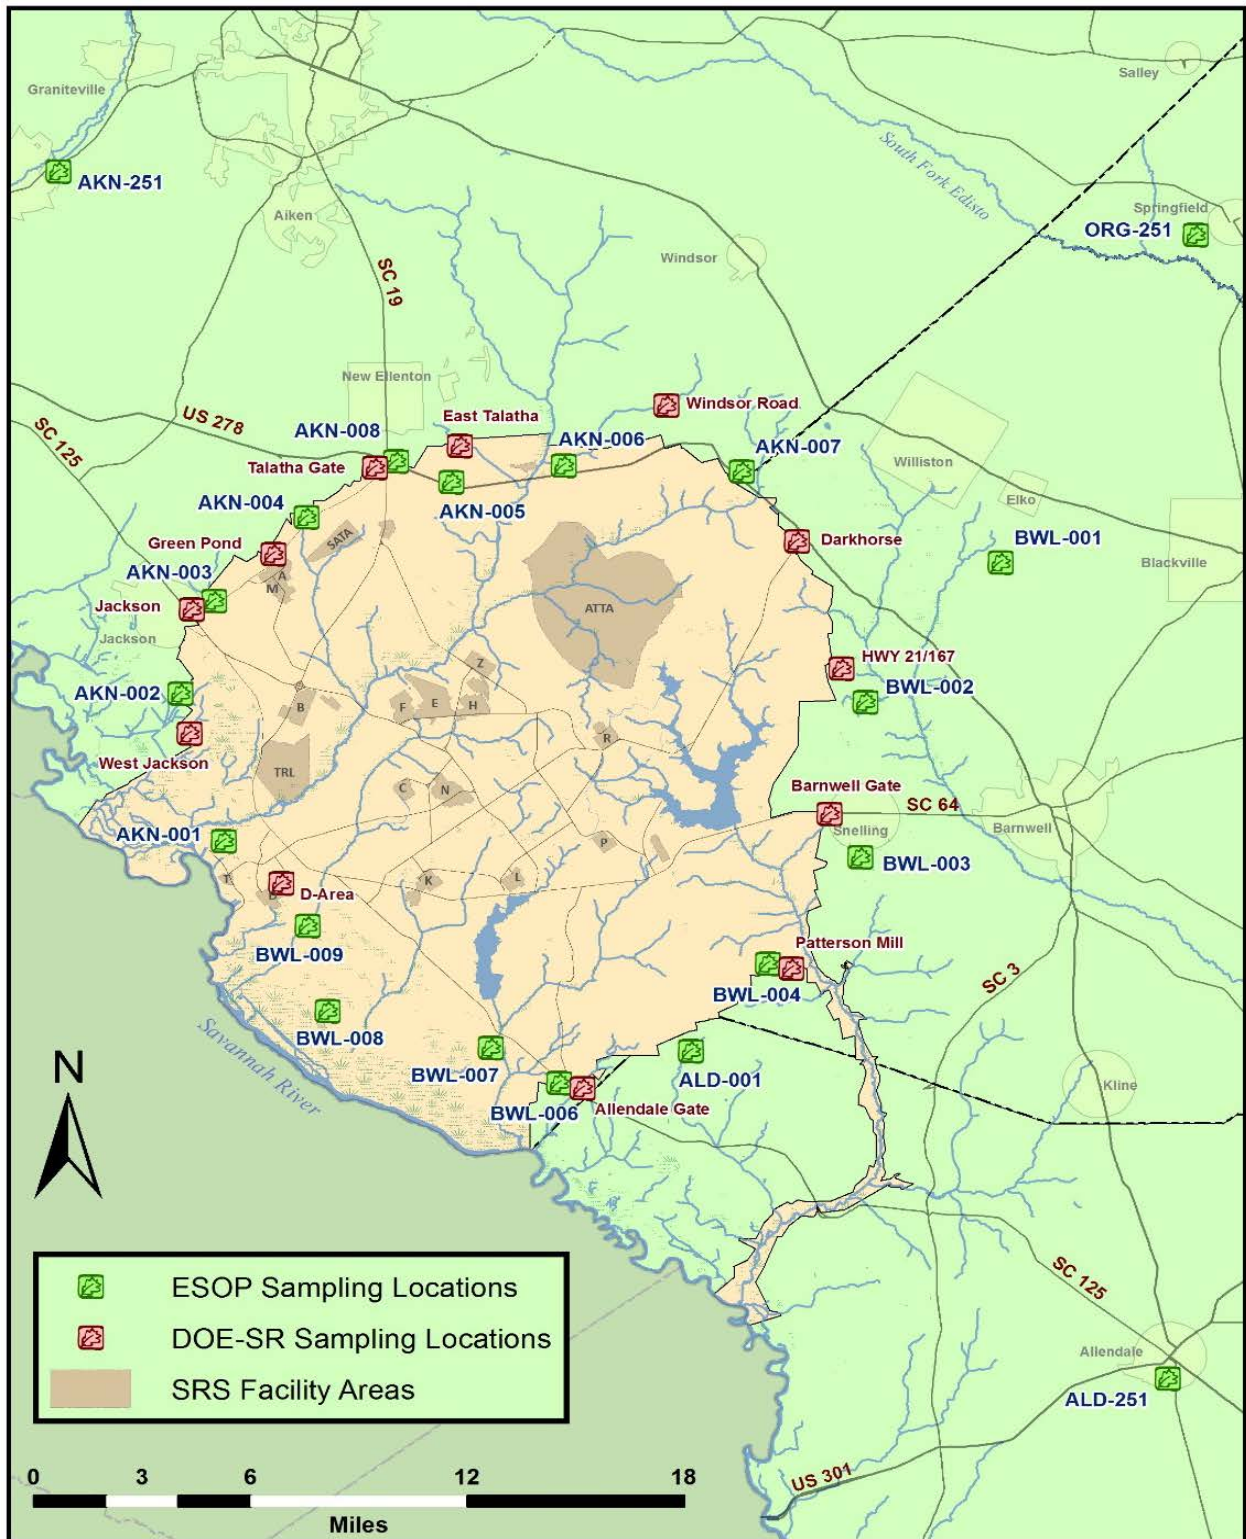 Salley
Graniteville
South Fork Edisto
AKN-251
Springfield
Aiken
ORG-251
Windsor
SC 19
New Ellenton
Windsor Road
US 278
East Talatha
SC 125
AKN-008
AKN-006
AKN-007
Talatha Gate
Williston
Elko
AKN-004
AKN-005
SATA
Green Pond
Darkhorse
BWL-001
AKN-003
A
Blackville
M
Jackson
ATTA
Jackson
HWY 21/167
Z
AKN-002
BWL-002
B
F
E
H
R
West Jackson
TRL
Barnwell Gate
C
N
SC 64
AKN-001
Snelling
Barnwell
P
BWL-003
T
K
L
D-Area
D
Patterson Mill
BWL-009
BWL-004
SC 3
Savannah River
BWL-008
N
BWL-007
ALD-001
Kline
BWL-006
Allendale Gate
ESOP Sampling Locations
SC 125
DOE-SR Sampling Locations
Allendale
SRS Facility Areas
ALD-251
0 3 6 12 18
US 301
Miles